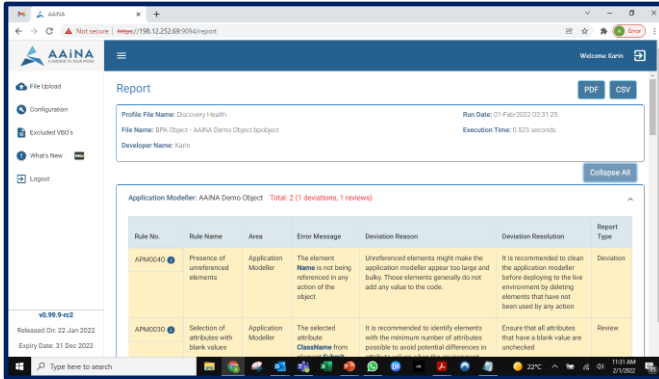 AAiNA
Not secure | https://198.12.252.69:9094/report
Error
AAiNA
Welcome Karin
File Upload
Configuration
Excluded VBO's
What's New
Logout
v0.99.9-rc2
Released On: 22 Jan 2022
Expiry Date: 31 Dec 2022
Report
PDF CSV
Profile File Name: Discovery Health Run Date: 01-Feb-2022 02:31:25
File Name: BPA Object - AAiNA Demo Object.bpobject Execution Time: 0.523 seconds
Developer Name: Karin
Collapse All
Application Modeller: AAiNA Demo Object Total: 2 (1 deviations, 1 reviews)
Rule No. Rule Name Area Error Message Deviation Reason Deviation Resolution Report Type
APM0040
Presence of
unreferenced
elements
Application
Modeller
The element
Name is not being
referenced in any
action of the
object
Unreferenced elements might make the
application modeller appear too large and
bulky. Those elements generally do not
add any value to the code.
It is recommended to clean
the application modeller
before deploying to the live
environment by deleting
elements that have not
been used by any action
Deviation
APM0030
Selection of
attributes with
blank values
Application
Modeller
The selected
attribute
ClassName from
element Submit
It is recommended to identify elements
with the minimum number of attributes
possible to avoid potential differences in
attribute values when the environment
Ensure that all attributes
that have a blank value are
unchecked
Review
Type here to search
22°C
11:31 AM
2/1/2022